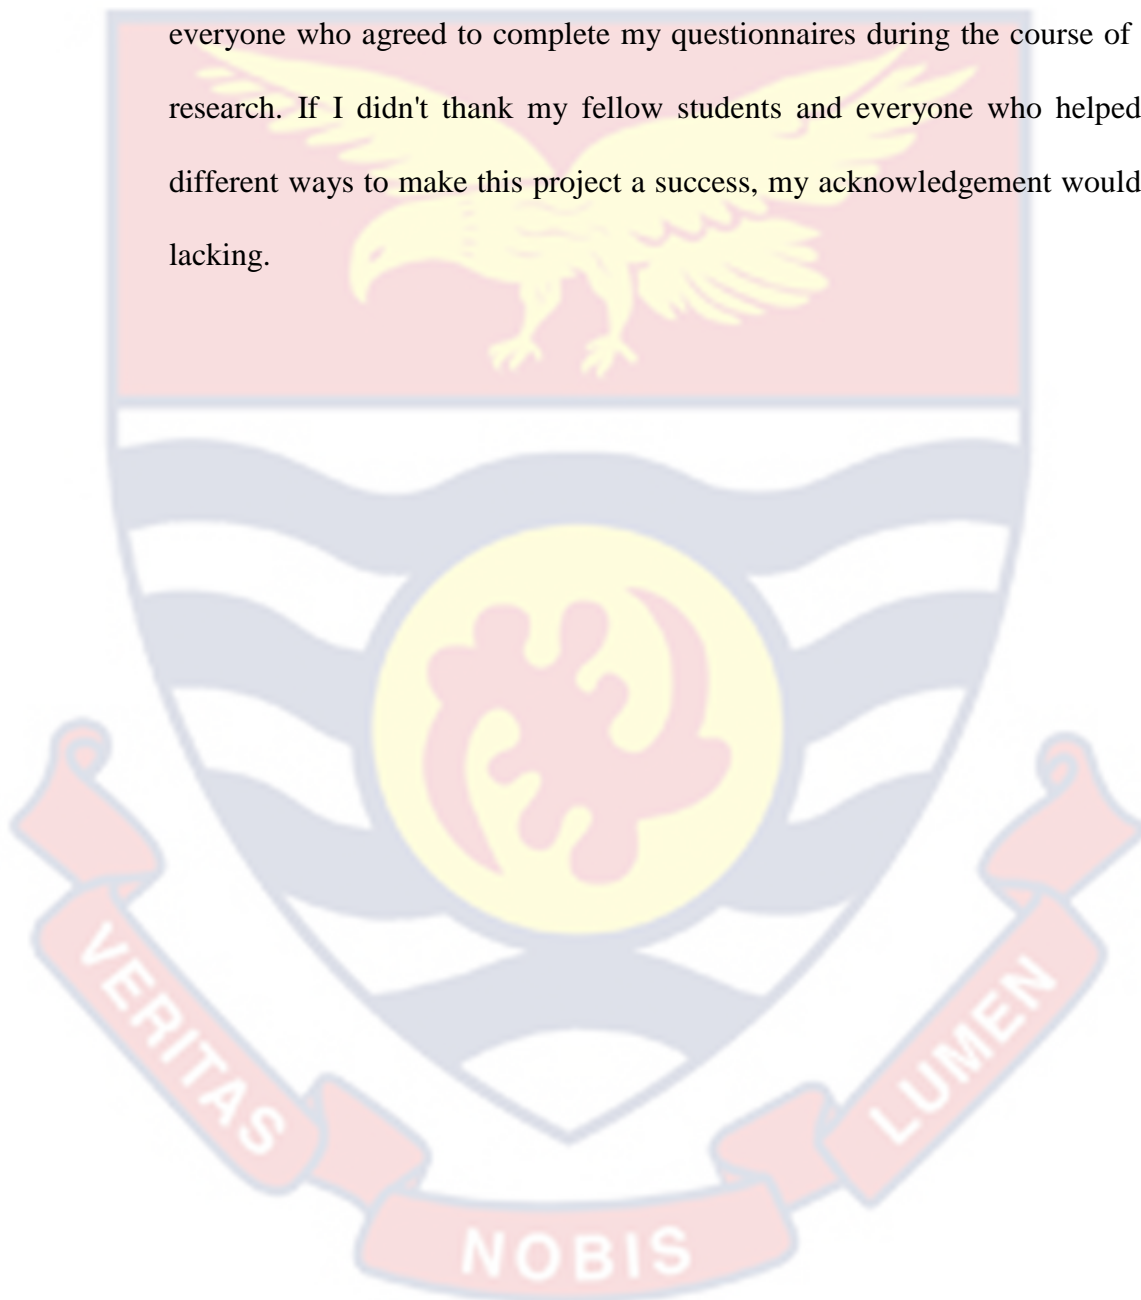 everyone who agreed to complete my questionnaires during the course of
research. If I didn't thank my fellow students and everyone who helped
different ways to make this project a success, my acknowledgement would
lacking.
VERITAS
NOBIS
LUMEN